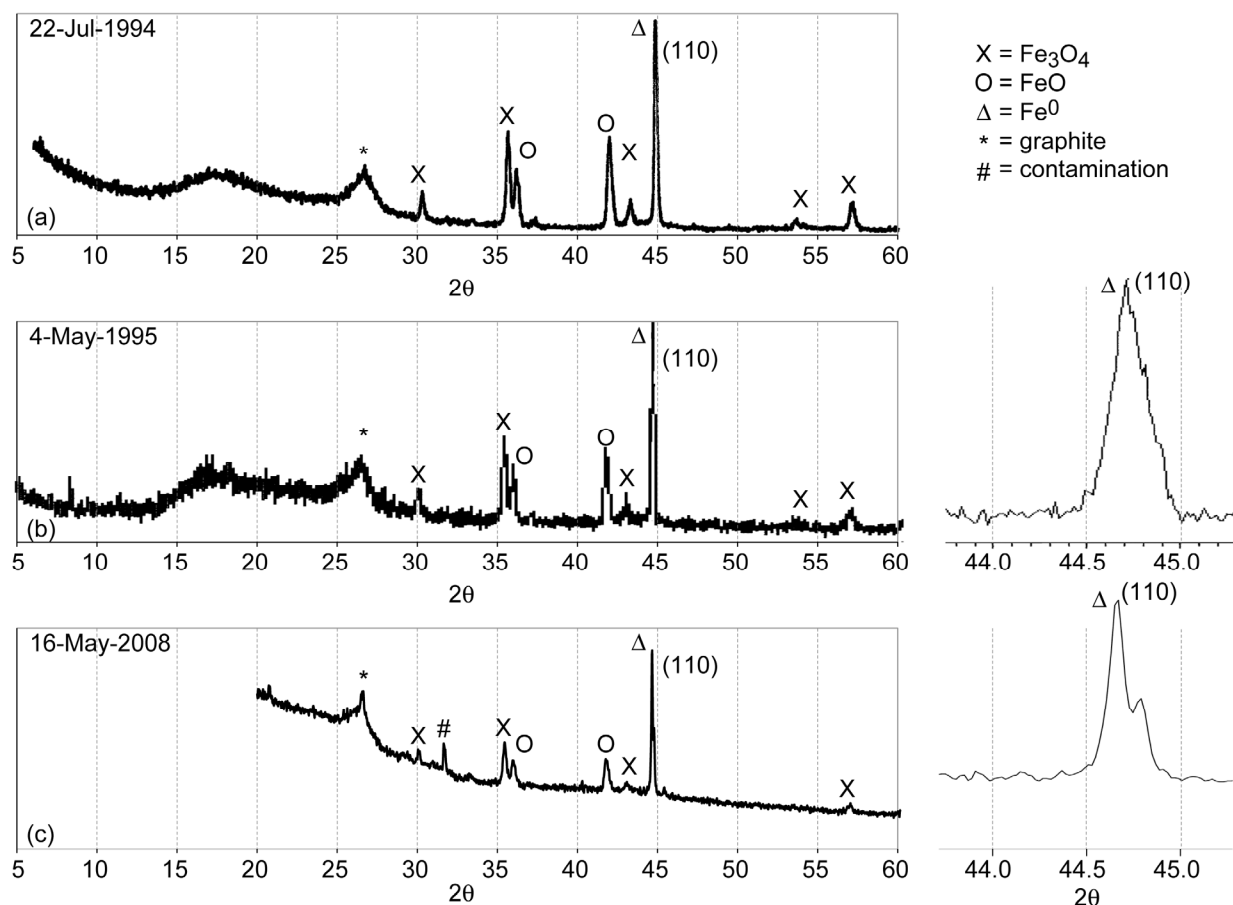 22-Jul-1994
Δ
(110)
X
O
O
X
*
X
X
X
(a)
5 10 15 20 25 30 35 40 45 50 55 60
2θ
X = Fe₃O₄
O = FeO
Δ = Fe⁰
* = graphite
# = contamination
4-May-1995
Δ
(110)
X
O
O
*
X
X
X
X
(b)
5 10 15 20 25 30 35 40 45 50 55 60
2θ
Δ (110)
44.0 44.5 45.0
16-May-2008
Δ
(110)
*
X
#
X
O
O
X
X
(c)
5 10 15 20 25 30 35 40 45 50 55 60
2θ
Δ (110)
44.0 44.5 45.0
2θ